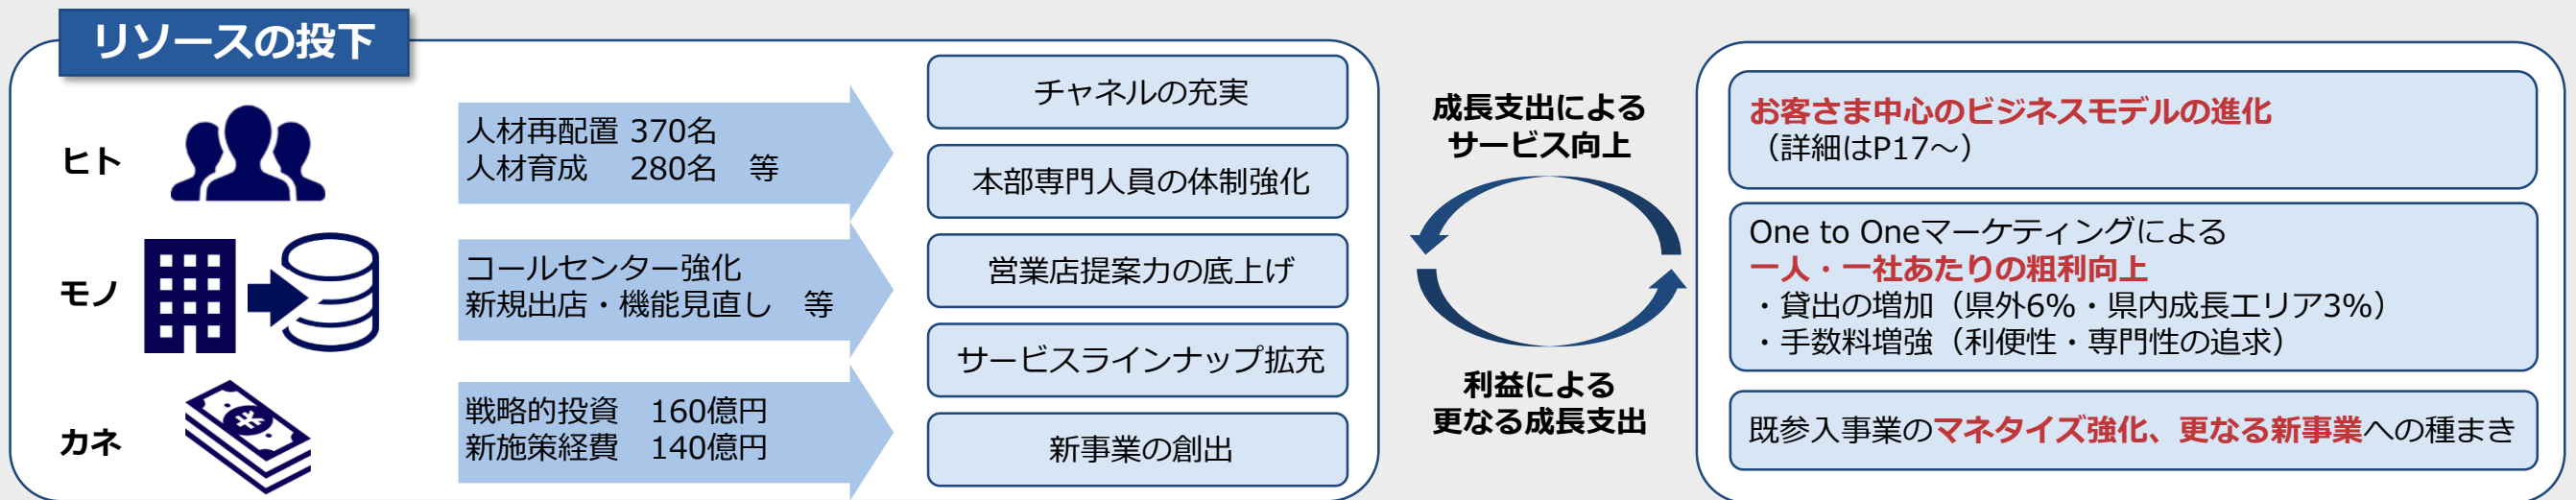 リソースの投下
ヒト
人材再配置 370名
人材育成　280名　等
モノ
コールセンター強化
新規出店・機能見直し　等
カネ
戦略的投資　160億円
新施策経費　140億円
チャネルの充実
本部専門人員の体制強化
営業店提案力の底上げ
サービスラインナップ拡充
新事業の創出
成長支出による
サービス向上
利益による
更なる成長支出
お客さま中心のビジネスモデルの進化
（詳細はP17～）
One to Oneマーケティングによる
一人・一社あたりの粗利向上
・貸出の増加（県外6%・県内成長エリア3%）
・手数料増強（利便性・専門性の追求）
既参入事業のマネタイズ強化、更なる新事業への種まき